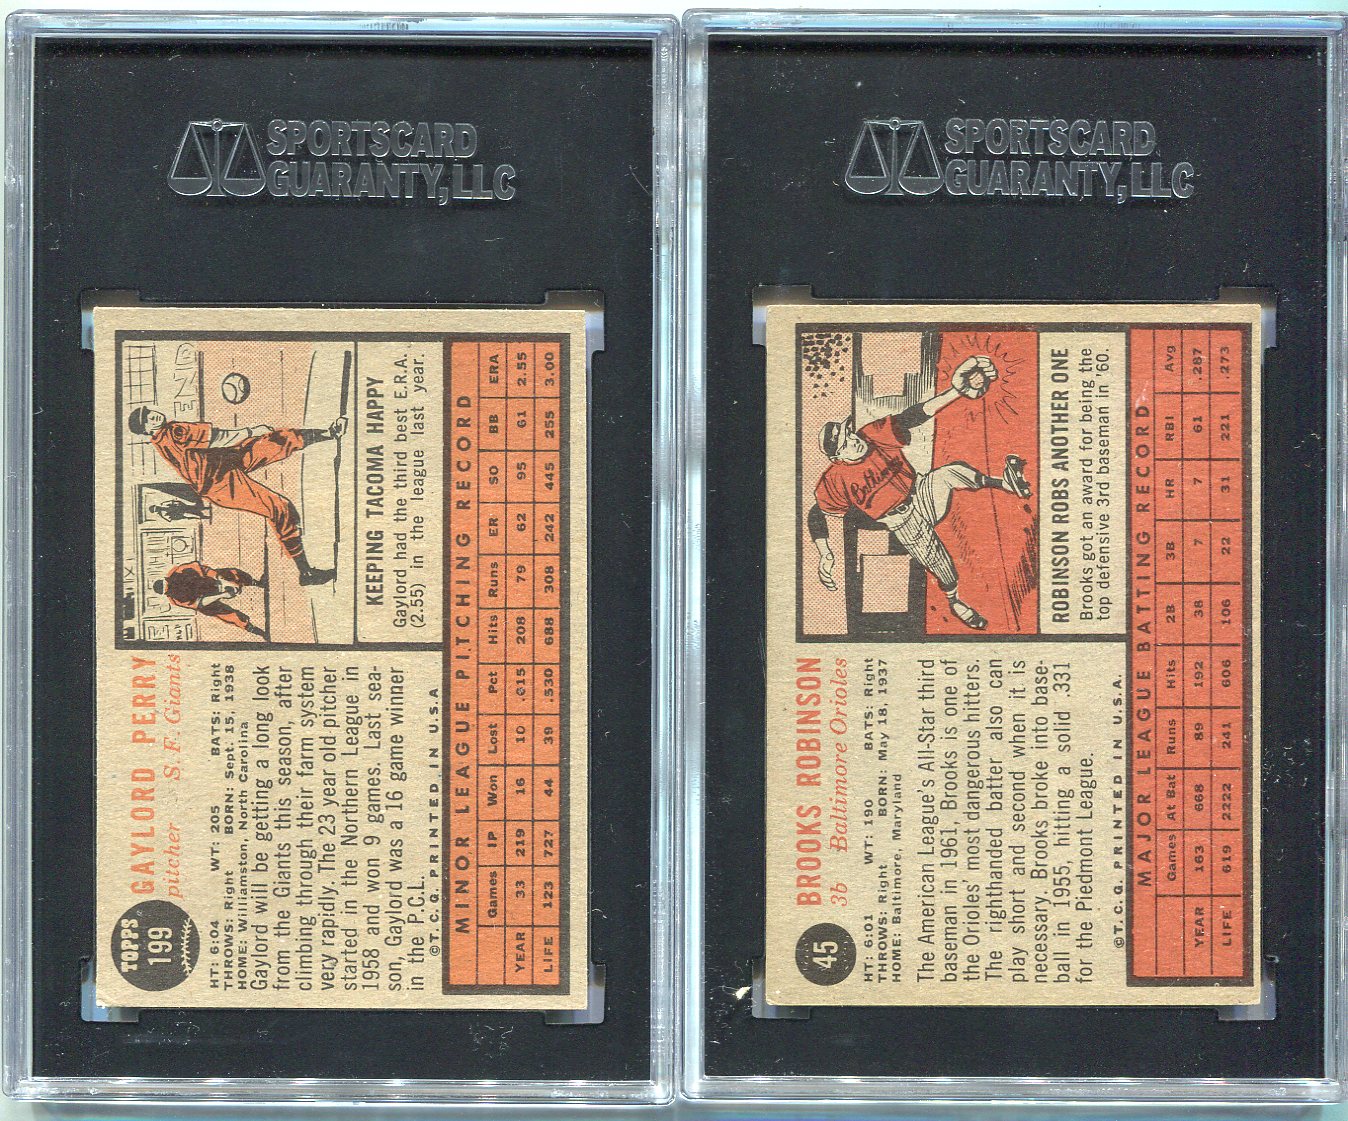 SPORTSCARD
GUARANTY, LLC
TOPPS
199
GAYLORD PERRY
pitcher S. F. Giants
HT: 6:04 WT: 205 BATS: Right
THROWS: Right BORN: Sept. 15, 1938
HOME: Williamston, North Carolina
Gaylord will be getting a long look
from the Giants this season, after
climbing through their farm system
very rapidly. The 23 year old pitcher
started in the Northern League in
1958 and won 9 games. Last sea-
son, Gaylord was a 16 game winner
in the P.C.L.
©T.C.G. PRINTED IN U.S.A.
KEEPING TACOMA HAPPY
Gaylord had the third best E.R.A.
(2.55) in the league last year.
MINOR LEAGUE PITCHING RECORD
Games IP Won Lost Pct Hits Runs ER SO BB ERA
YEAR 33 219 16 10 .615 208 79 62 95 61 2.55
LIFE 123 727 44 39 .530 688 308 242 445 255 3.00
SPORTSCARD
GUARANTY, LLC
45
BROOKS ROBINSON
3b Baltimore Orioles
HT: 6:01 WT: 190 BATS: Right
THROWS: Right BORN: May 18, 1937
HOME: Baltimore, Maryland
The American League's All-Star third
baseman in 1961, Brooks is one of
the Orioles' most dangerous hitters.
The righthanded batter also can
play short and second when it is
necessary. Brooks broke into base-
ball in 1955, hitting a solid .331
for the Piedmont League.
©T.C.G. PRINTED IN U.S.A.
Baltimore
ROBINSON ROBS ANOTHER ONE
Brooks got an award for being the
top defensive 3rd baseman in '60.
MAJOR LEAGUE BATTING RECORD
Games At Bat Runs Hits 2B 3B HR RBI Avg
YEAR 163 668 89 192 38 7 7 61 .287
LIFE 619 2222 241 606 106 22 31 221 .273